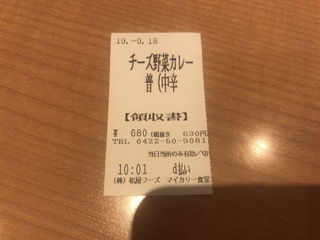 19.-9.18
チーズ野菜カレー
普(中辛
【領収書】
¥ 680(税抜き 630円)
TEL 0422-50-9081
当日当所のみ有効/切
10:01 d払い
(株)松屋フーズ マイカリー食堂